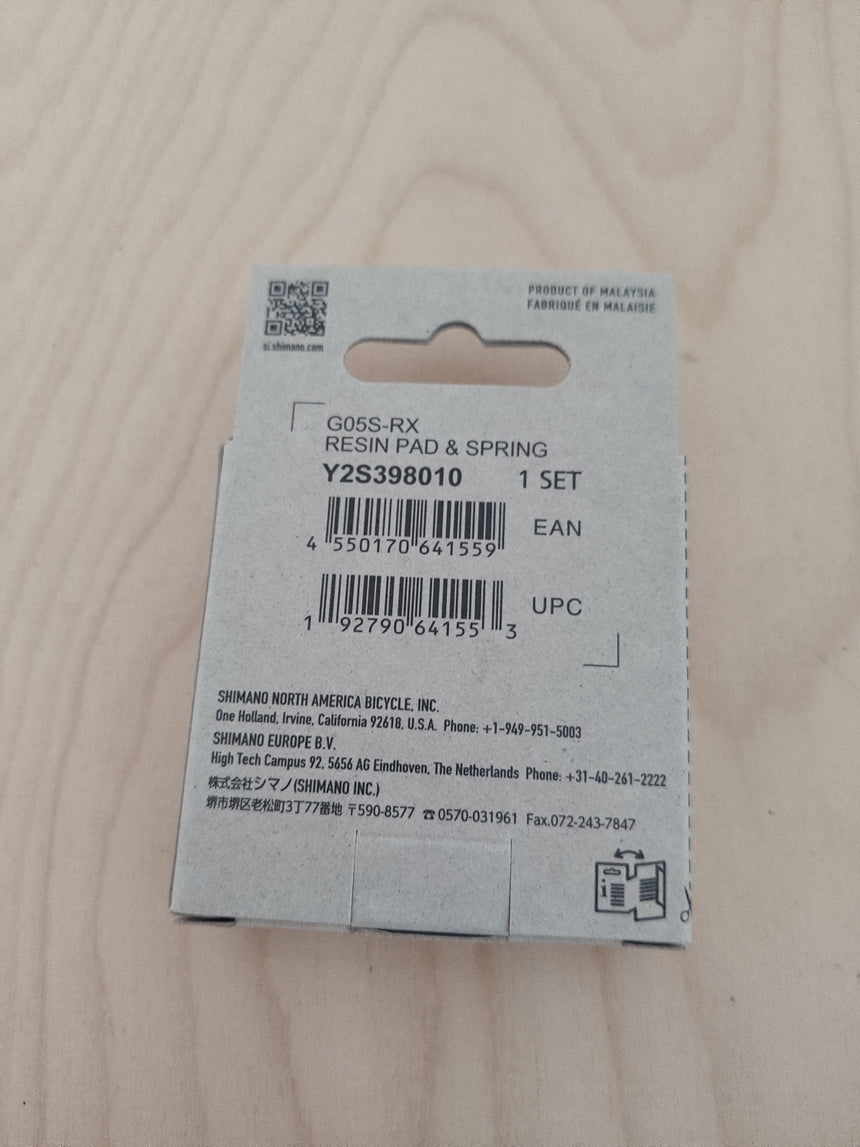 si.shimano.com
PRODUCT OF MALAYSIA
FABRIQUÉ EN MALAISIE
G05S-RX
RESIN PAD & SPRING
Y2S398010 1 SET
4 550170 641559 EAN
1 92790 64155 3 UPC
SHIMANO NORTH AMERICA BICYCLE, INC.
One Holland, Irvine, California 92618, U.S.A. Phone: +1-949-951-5003
SHIMANO EUROPE B.V.
High Tech Campus 92, 5656 AG Eindhoven, The Netherlands Phone: +31-40-261-2222
株式会社シマノ(SHIMANO INC.)
堺市堺区老松町3丁77番地 〒590-8577 ☎0570-031961 Fax.072-243-7847